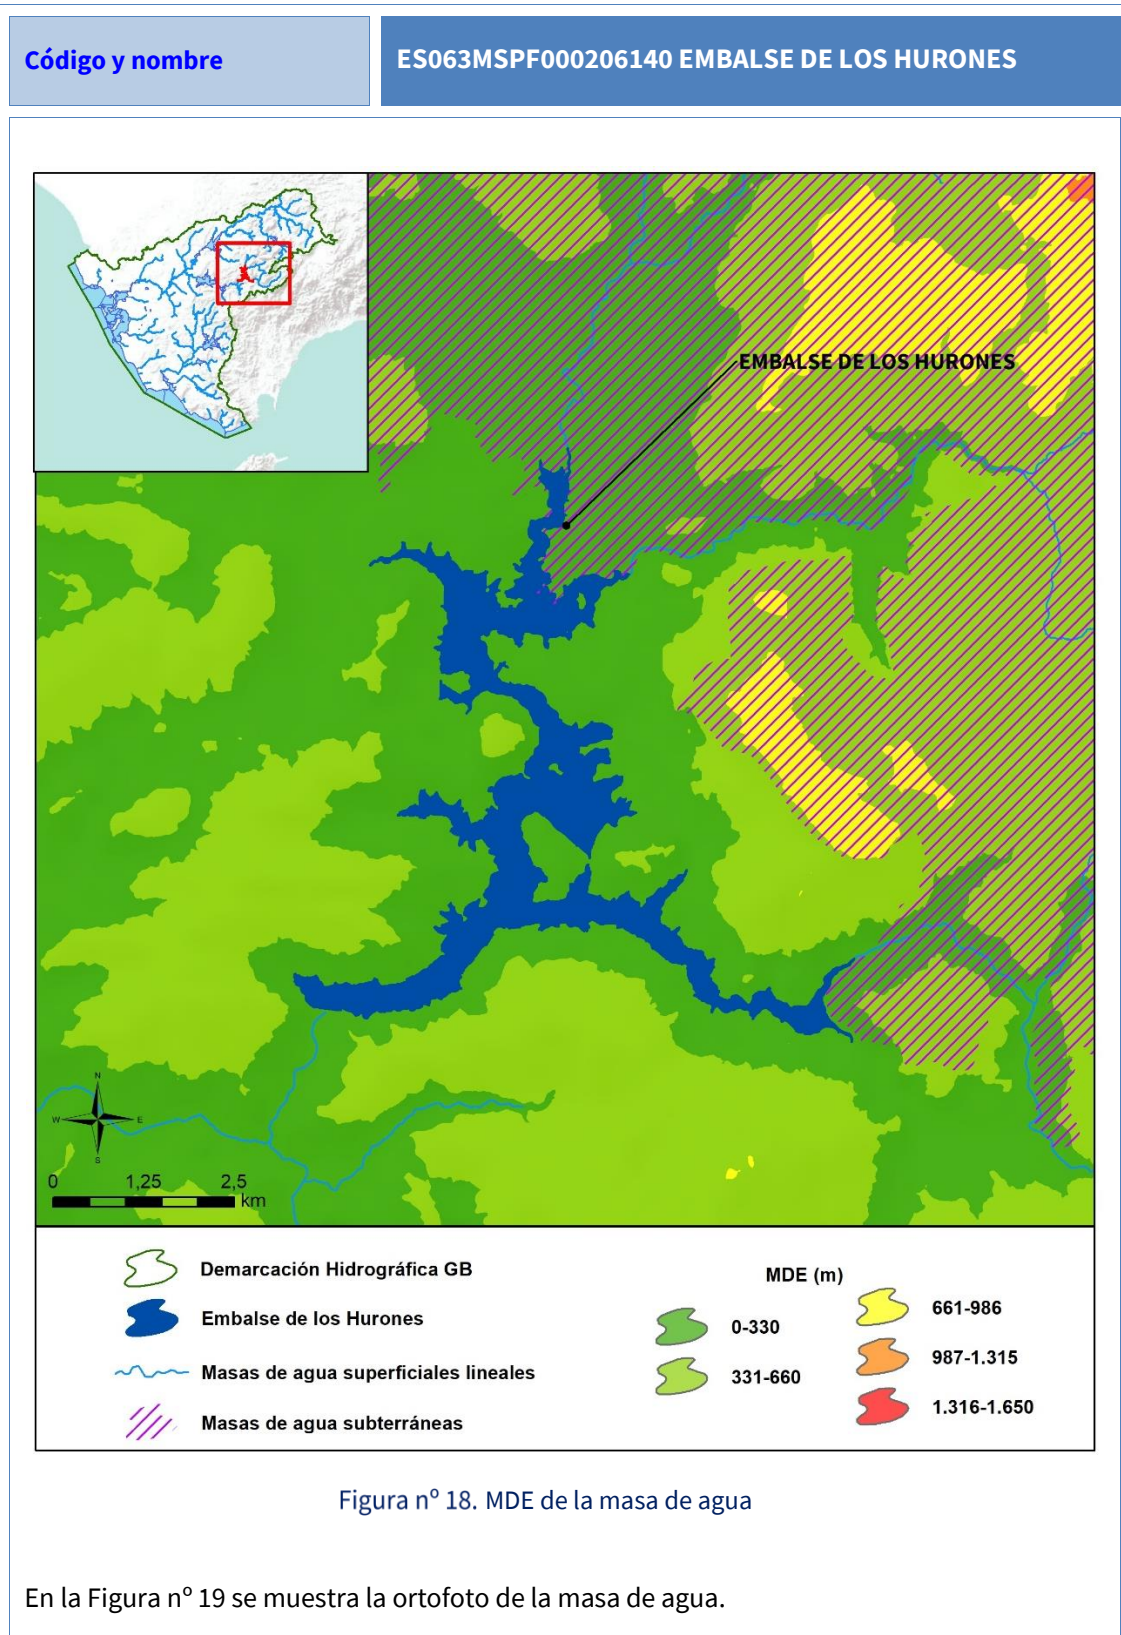 Código y nombre
ES063MSPF000206140 EMBALSE DE LOS HURONES
EMBALSE DE LOS HURONES
N
W
E
S
0 1,25 2,5
km
Demarcación Hidrográfica GB
Embalse de los Hurones
Masas de agua superficiales lineales
Masas de agua subterráneas
MDE (m)
0-330
331-660
661-986
987-1.315
1.316-1.650
Figura nº 18. MDE de la masa de agua
En la Figura nº 19 se muestra la ortofoto de la masa de agua.